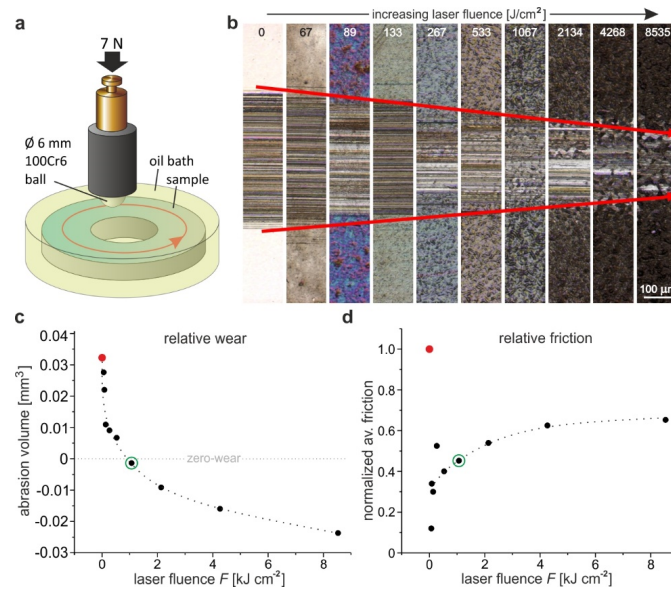 a
7 N
Ø 6 mm
100Cr6
ball
oil bath
sample
b
increasing laser fluence [J/cm²]
0 67 89 133 267 533 1067 2134 4268 8535
100 µm
c
relative wear
abrasion volume [mm³]
0.04
0.03
0.02
0.01
0
-0.01
-0.02
-0.03
zero-wear
0 2 4 6 8
laser fluence F [kJ cm⁻²]
d
relative friction
normalized av. friction
1.0
0.8
0.6
0.4
0.2
0
0 2 4 6 8
laser fluence F [kJ cm⁻²]